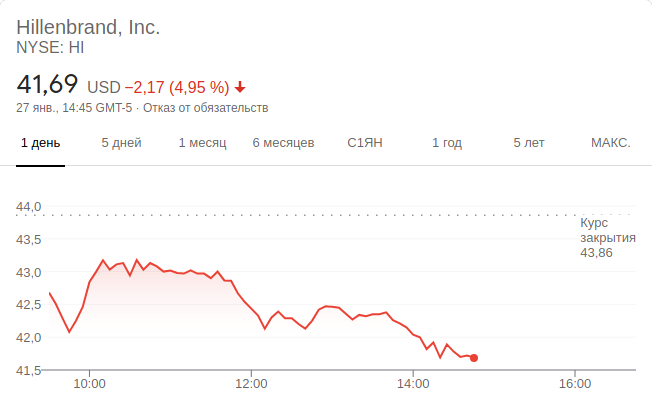 Hillenbrand, Inc.
NYSE: HI
41,69 USD −2,17 (4,95 %)
27 янв., 14:45 GMT-5 · Отказ от обязательств
1 день 5 дней 1 месяц 6 месяцев С1ЯН 1 год 5 лет МАКС.
44,0
Курс
закрытия
43,86
43,5
43,0
42,5
42,0
41,5
10:00 12:00 14:00 16:00